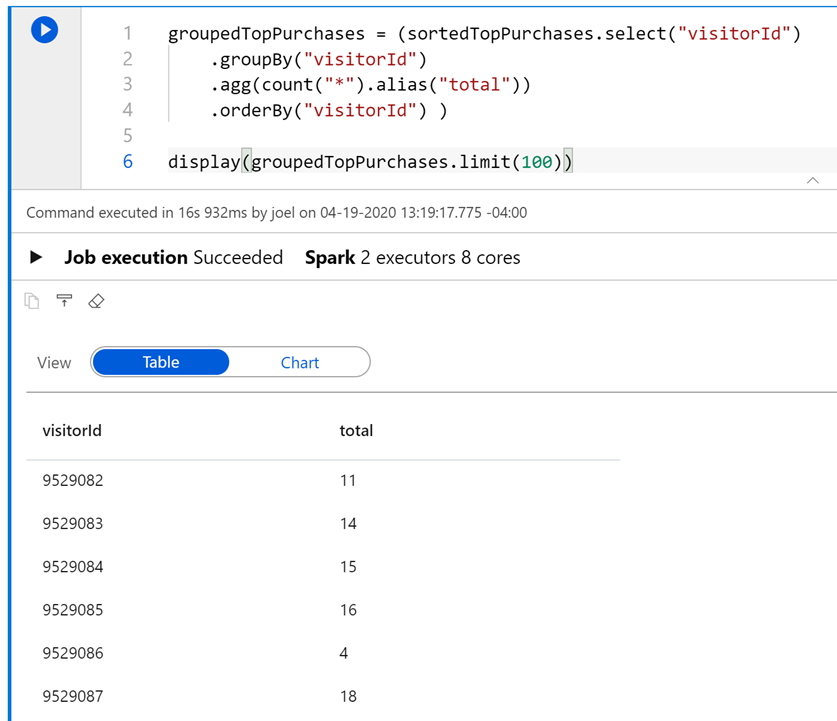 1 groupedTopPurchases = (sortedTopPurchases.select("visitorId")
2 .groupBy("visitorId")
3 .agg(count("*").alias("total"))
4 .orderBy("visitorId") )
5
6 display(groupedTopPurchases.limit(100))
Command executed in 16s 932ms by joel on 04-19-2020 13:19:17.775 -04:00
Job execution Succeeded Spark 2 executors 8 cores
View Table Chart
visitorId total
9529082 11
9529083 14
9529084 15
9529085 16
9529086 4
9529087 18